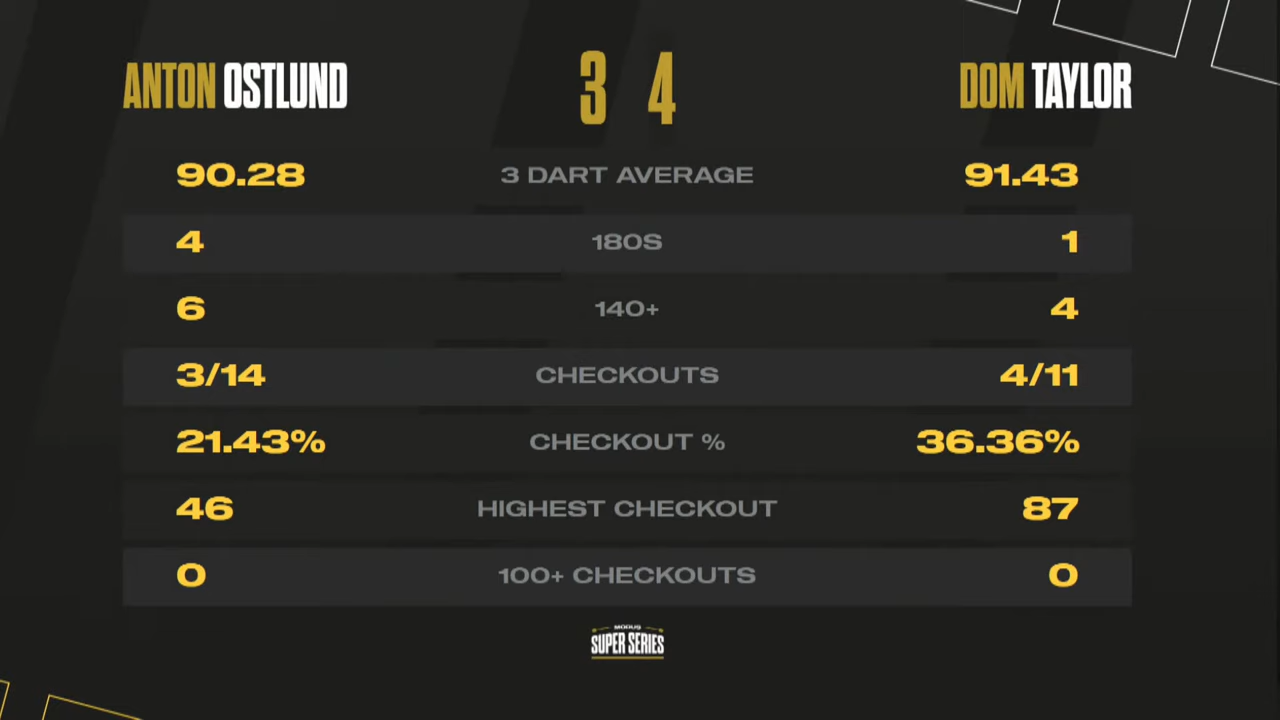 ANTON OSTLUND 3 4 DOM TAYLOR
90.28 3 DART AVERAGE 91.43
4 180S 1
6 140+ 4
3/14 CHECKOUTS 4/11
21.43% CHECKOUT % 36.36%
46 HIGHEST CHECKOUT 87
0 100+ CHECKOUTS 0
MODUS
SUPER SERIES